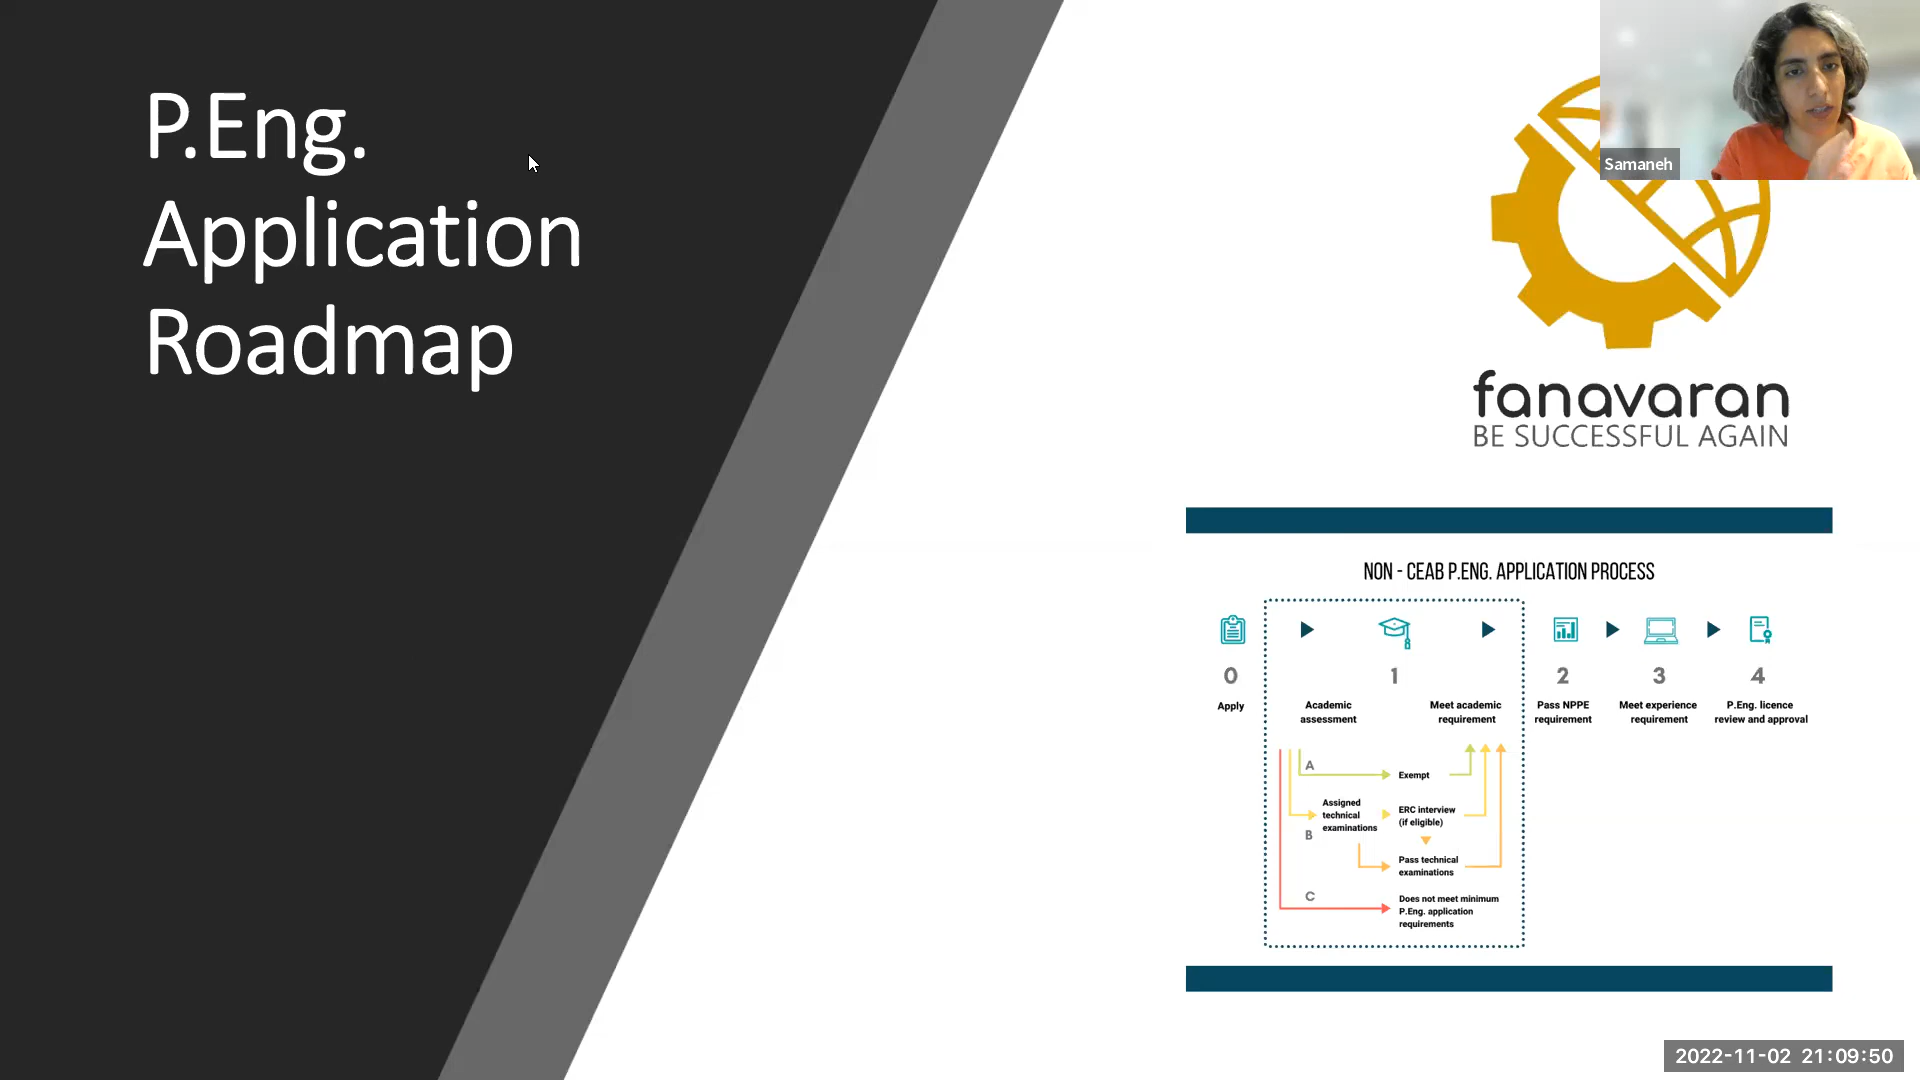 P.Eng.
Application
Roadmap
Samaneh
fanavaran
BE SUCCESSFUL AGAIN
NON - CEAB P.ENG. APPLICATION PROCESS
0
1
2
3
4
Apply
Academic
assessment
Meet academic
requirement
Pass NPPE
requirement
Meet experience
requirement
P.Eng. licence
review and approval
A
Exempt
Assigned
technical
examinations
B
ERC interview
(if eligible)
Pass technical
examinations
C
Does not meet minimum
P.Eng. application
requirements
2022-11-02 21:09:50